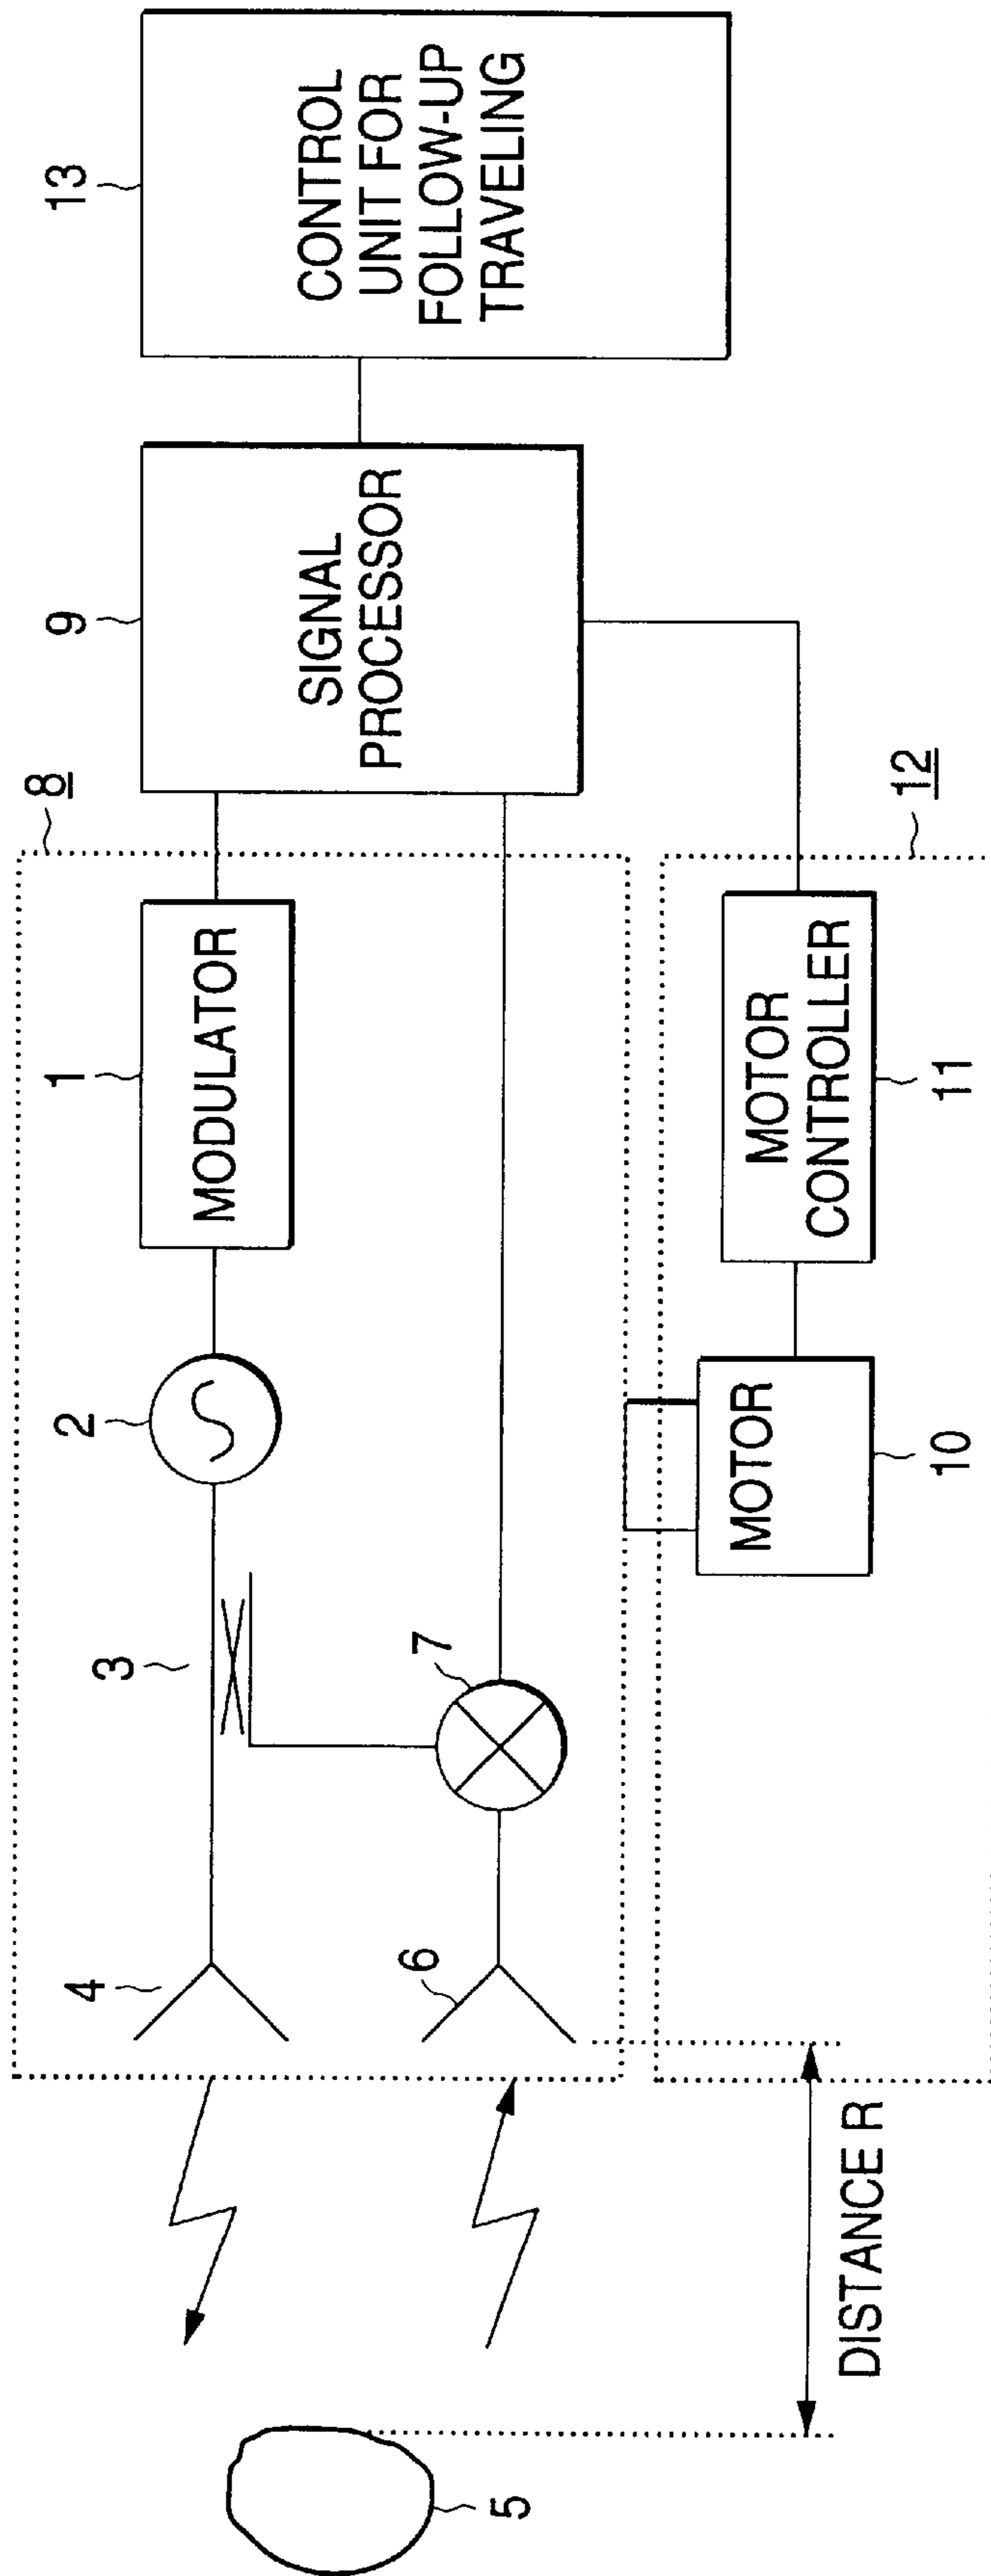 8
13
9
1
2
3
4
CONTROL
UNIT FOR
FOLLOW-UP
TRAVELING
SIGNAL
PROCESSOR
MODULATOR
7
6
5
12
MOTOR
CONTROLLER
11
MOTOR
10
DISTANCE R